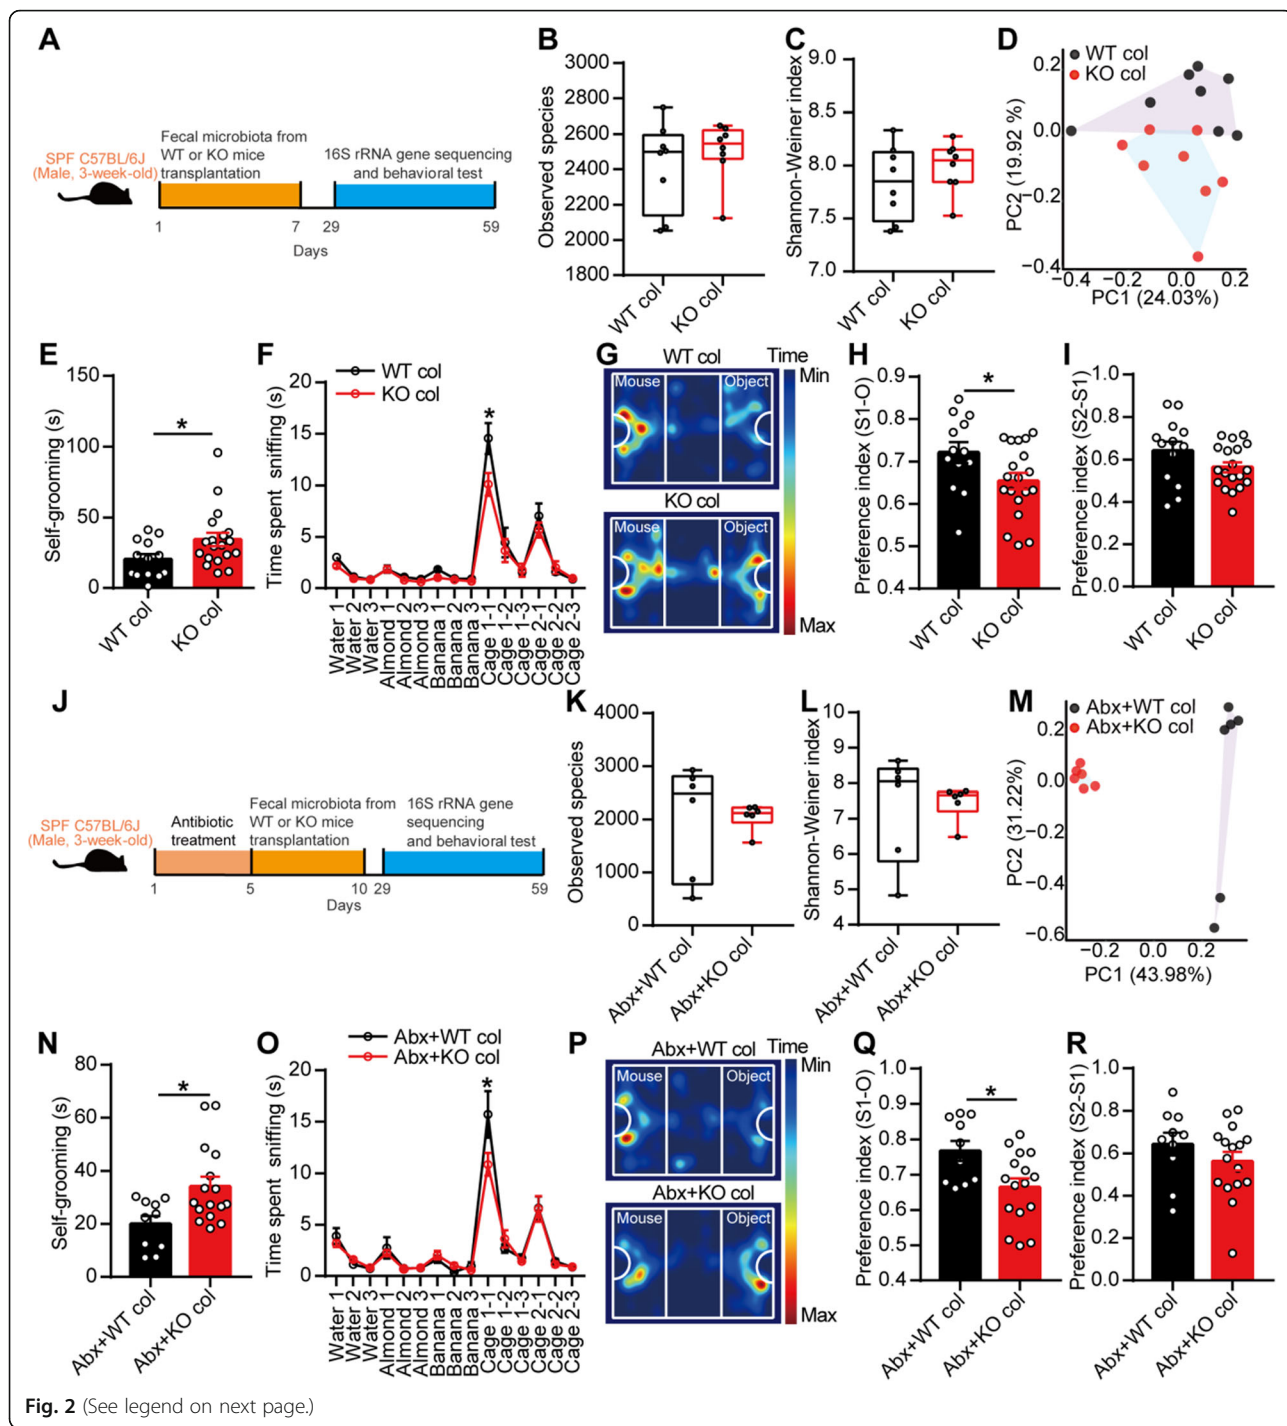 A
SPF C57BL/6J
(Male, 3-week-old)
Fecal microbiota from
WT or KO mice
transplantation
16S rRNA gene sequencing
and behavioral test
1
7
29
59
Days
B
Observed species
3000
2800
2600
2400
2200
2000
1800
WT col
KO col
C
Shannon-Weiner index
9.0
8.5
8.0
7.5
7.0
WT col
KO col
D
WT col
KO col
PC2 (19.92 %)
0.2
0.0
−0.2
−0.4
−0.4
−0.2
0.0
0.2
PC1 (24.03%)
E
Self-grooming (s)
150
100
50
0
*
WT col
KO col
F
WT col
KO col
Time spent sniffing (s)
20
15
10
5
0
*
Water 1
Water 2
Water 3
Almond 1
Almond 2
Almond 3
Banana 1
Banana 2
Banana 3
Cage 1-1
Cage 1-2
Cage 1-3
Cage 2-1
Cage 2-2
Cage 2-3
G
WT col
Time
Mouse
Object
Min
KO col
Mouse
Object
Max
H
Preference index (S1-O)
0.9
0.8
0.7
0.6
0.5
0.4
*
WT col
KO col
I
Preference index (S2-S1)
1.0
0.8
0.6
0.4
0.2
0.0
WT col
KO col
J
SPF C57BL/6J
(Male, 3-week-old)
Antibiotic
treatment
Fecal microbiota from
WT or KO mice
transplantation
16S rRNA gene
sequencing
and behavioral test
1
5
10
29
59
Days
K
Observed species
4000
3000
2000
1000
0
Abx+WT col
Abx+KO col
L
Shannon-Weiner index
10
9
8
7
6
5
4
Abx+WT col
Abx+KO col
M
Abx+WT col
Abx+KO col
PC2 (31.22%)
0.2
0.0
−0.2
−0.4
−0.6
−0.2
0.0
0.2
PC1 (43.98%)
N
Self-grooming (s)
80
60
40
20
0
*
Abx+WT col
Abx+KO col
O
Abx+WT col
Abx+KO col
Time spent sniffing (s)
20
15
10
5
0
*
Water 1
Water 2
Water 3
Almond 1
Almond 2
Almond 3
Banana 1
Banana 2
Banana 3
Cage 1-1
Cage 1-2
Cage 1-3
Cage 2-1
Cage 2-2
Cage 2-3
P
Abx+WT col
Time
Mouse
Object
Min
Abx+KO col
Mouse
Object
Max
Q
Preference index (S1-O)
1.0
0.9
0.8
0.7
0.6
0.5
0.4
*
Abx+WT col
Abx+KO col
R
Preference index (S2-S1)
1.0
0.8
0.6
0.4
0.2
0.0
Abx+WT col
Abx+KO col
Fig. 2 (See legend on next page.)